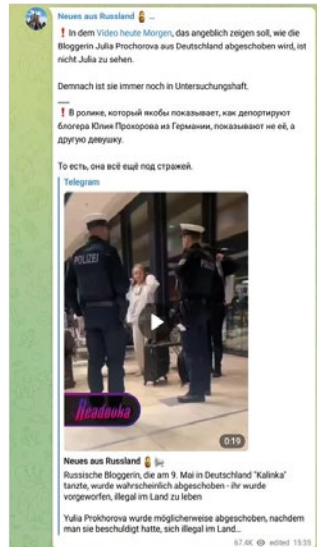 Neues aus Russland
❗ In dem Video heute Morgen, das angeblich zeigen soll, wie die
Bloggerin Julia Prochorova aus Deutschland abgeschoben wird, ist
nicht Julia zu sehen.
Demnach ist sie immer noch in Untersuchungshaft.
❗ В ролике, который якобы показывает, как депортируют
блогера Юлия Прохорова из Германии, показывают не её, а
другую девушку.
То есть, она всё ещё под стражей.
Telegram
POLIZEI
Readovka
0:19
Neues aus Russland
Russische Bloggerin, die am 9. Mai in Deutschland "Kalinka"
tanzte, wurde wahrscheinlich abgeschoben - ihr wurde
vorgeworfen, illegal im Land zu leben
Yulia Prokhorova wurde möglicherweise abgeschoben, nachdem
man sie beschuldigt hatte, sich illegal im Land...
67.4K edited 15:35